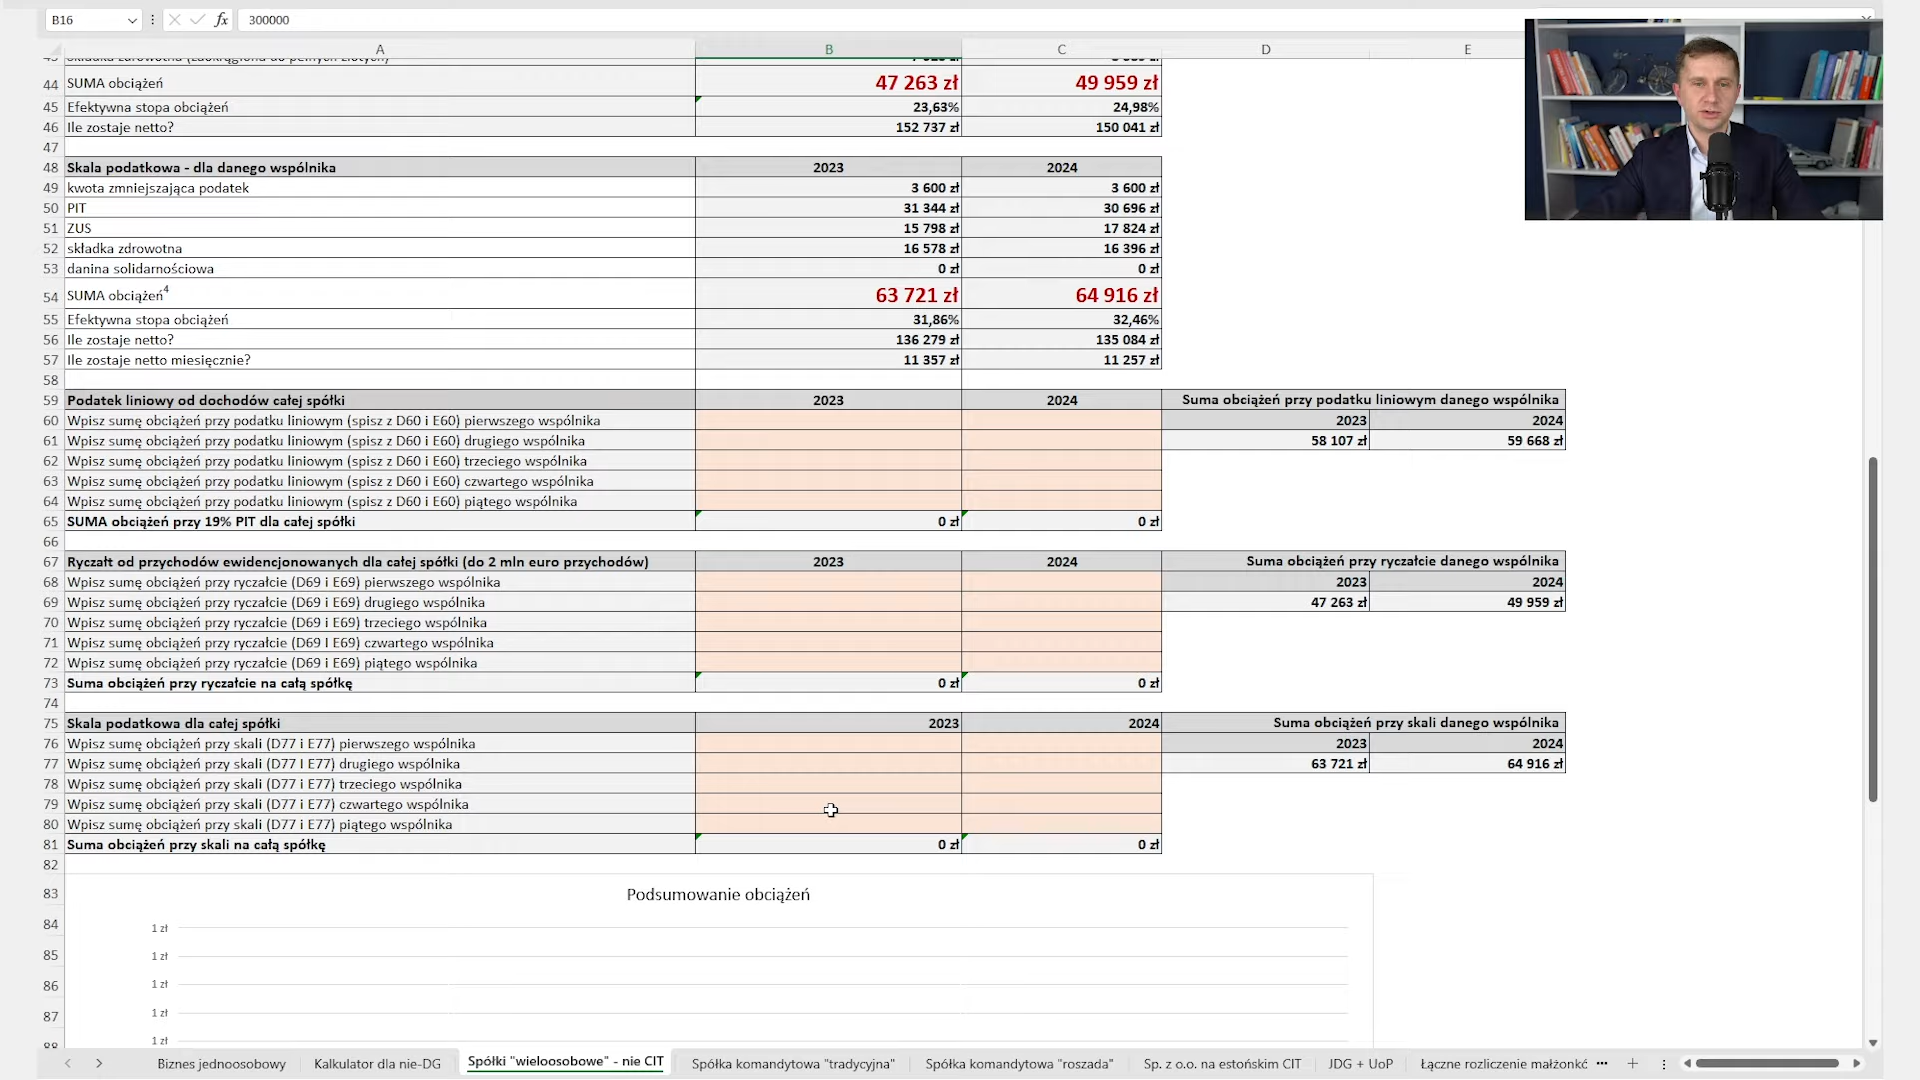 B16 fx 300000
A B C D E
44 SUMA obciążeń 47 263 zł 49 959 zł
45 Efektywna stopa obciążeń 23,63% 24,98%
46 Ile zostaje netto? 152 737 zł 150 041 zł
47
48 Skala podatkowa - dla danego wspólnika 2023 2024
49 kwota zmniejszająca podatek 3 600 zł 3 600 zł
50 PIT 31 344 zł 30 696 zł
51 ZUS 15 798 zł 17 824 zł
52 składka zdrowotna 16 578 zł 16 396 zł
53 danina solidarnościowa 0 zł 0 zł
54 SUMA obciążeń4 63 721 zł 64 916 zł
55 Efektywna stopa obciążeń 31,86% 32,46%
56 Ile zostaje netto? 136 279 zł 135 084 zł
57 Ile zostaje netto miesięcznie? 11 357 zł 11 257 zł
58
59 Podatek liniowy od dochodów całej spółki 2023 2024 Suma obciążeń przy podatku liniowym danego wspólnika
60 Wpisz sumę obciążeń przy podatku liniowym (spisz z D60 i E60) pierwszego wspólnika 2023 2024
61 Wpisz sumę obciążeń przy podatku liniowym (spisz z D60 i E60) drugiego wspólnika 58 107 zł 59 668 zł
62 Wpisz sumę obciążeń przy podatku liniowym (spisz z D60 i E60) trzeciego wspólnika
63 Wpisz sumę obciążeń przy podatku liniowym (spisz z D60 i E60) czwartego wspólnika
64 Wpisz sumę obciążeń przy podatku liniowym (spisz z D60 i E60) piątego wspólnika
65 SUMA obciążeń przy 19% PIT dla całej spółki 0 zł 0 zł
66
67 Ryczałt od przychodów ewidencjonowanych dla całej spółki (do 2 mln euro przychodów) 2023 2024 Suma obciążeń przy ryczałcie danego wspólnika
68 Wpisz sumę obciążeń przy ryczałcie (D69 i E69) pierwszego wspólnika 2023 2024
69 Wpisz sumę obciążeń przy ryczałcie (D69 i E69) drugiego wspólnika 47 263 zł 49 959 zł
70 Wpisz sumę obciążeń przy ryczałcie (D69 i E69) trzeciego wspólnika
71 Wpisz sumę obciążeń przy ryczałcie (D69 I E69) czwartego wspólnika
72 Wpisz sumę obciążeń przy ryczałcie (D69 i E69) piątego wspólnika
73 Suma obciążeń przy ryczałcie na całą spółkę 0 zł 0 zł
74
75 Skala podatkowa dla całej spółki 2023 2024 Suma obciążeń przy skali danego wspólnika
76 Wpisz sumę obciążeń przy skali (D77 i E77) pierwszego wspólnika 2023 2024
77 Wpisz sumę obciążeń przy skali (D77 I E77) drugiego wspólnika 63 721 zł 64 916 zł
78 Wpisz sumę obciążeń przy skali (D77 i E77) trzeciego wspólnika
79 Wpisz sumę obciążeń przy skali (D77 i E77) czwartego wspólnika
80 Wpisz sumę obciążeń przy skali (D77 i E77) piątego wspólnika
81 Suma obciążeń przy skali na całą spółkę 0 zł 0 zł
82
83 Podsumowanie obciążeń
84 1 zł
85 1 zł
86 1 zł
87 1 zł
88 1 zł
Biznes jednoosobowy Kalkulator dla nie-DG Spółki "wieloosobowe" - nie CIT Spółka komandytowa "tradycyjna" Spółka komandytowa "roszada" Sp. z o.o. na estońskim CIT JDG + UoP Łączne rozliczenie małżonkó